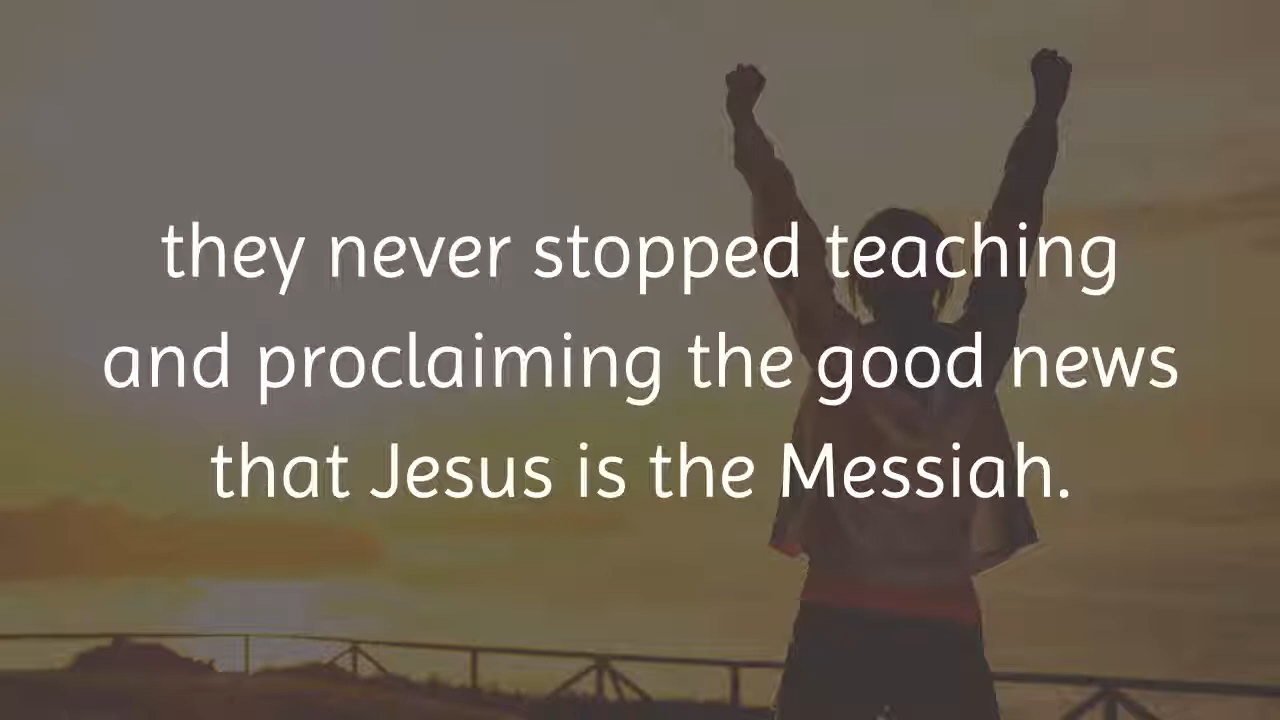 they never stopped teaching
and proclaiming the good news
that Jesus is the Messiah.